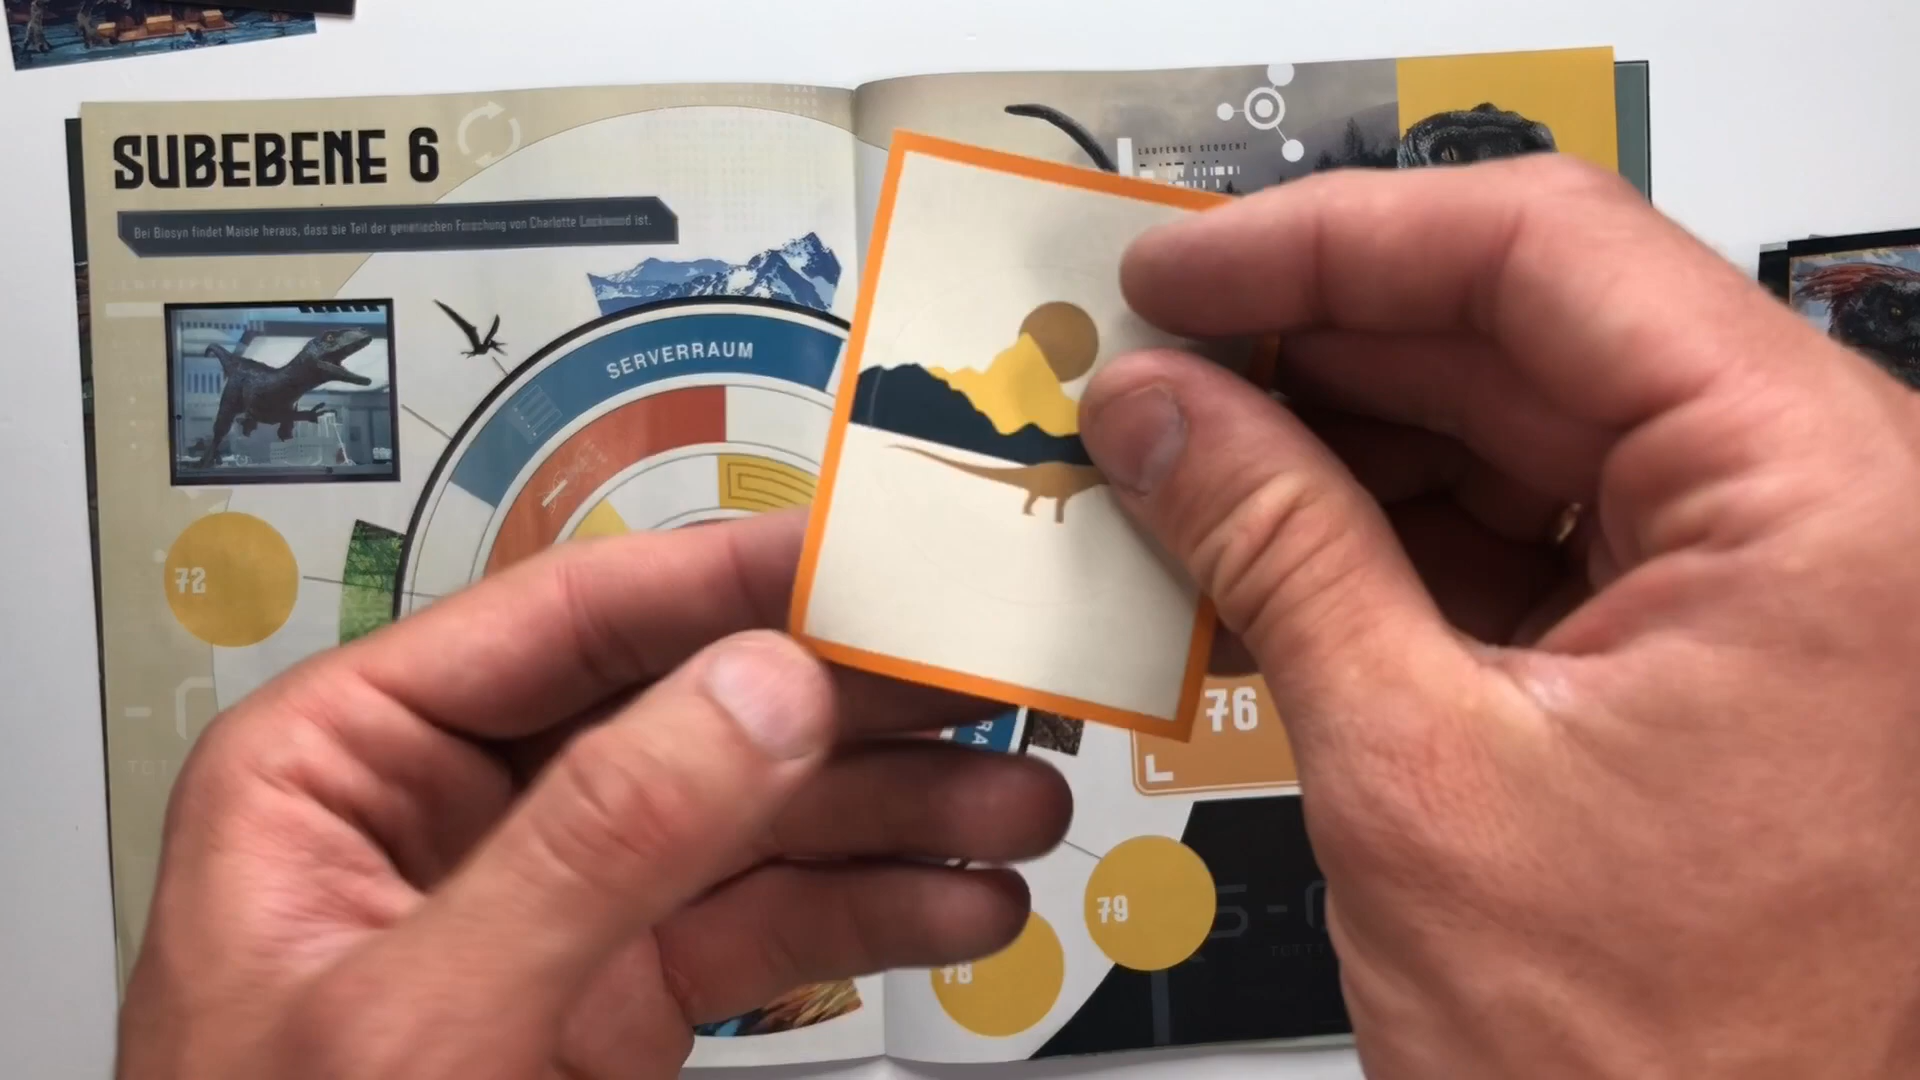 SUBEBENE 6
Bei Biosyn findet Maisie heraus, dass sie Teil der genetischen Forschung von Charlotte Lockwood ist.
LAUFENDE SEQUENZ
SERVERRAUM
72
76
L
79
78